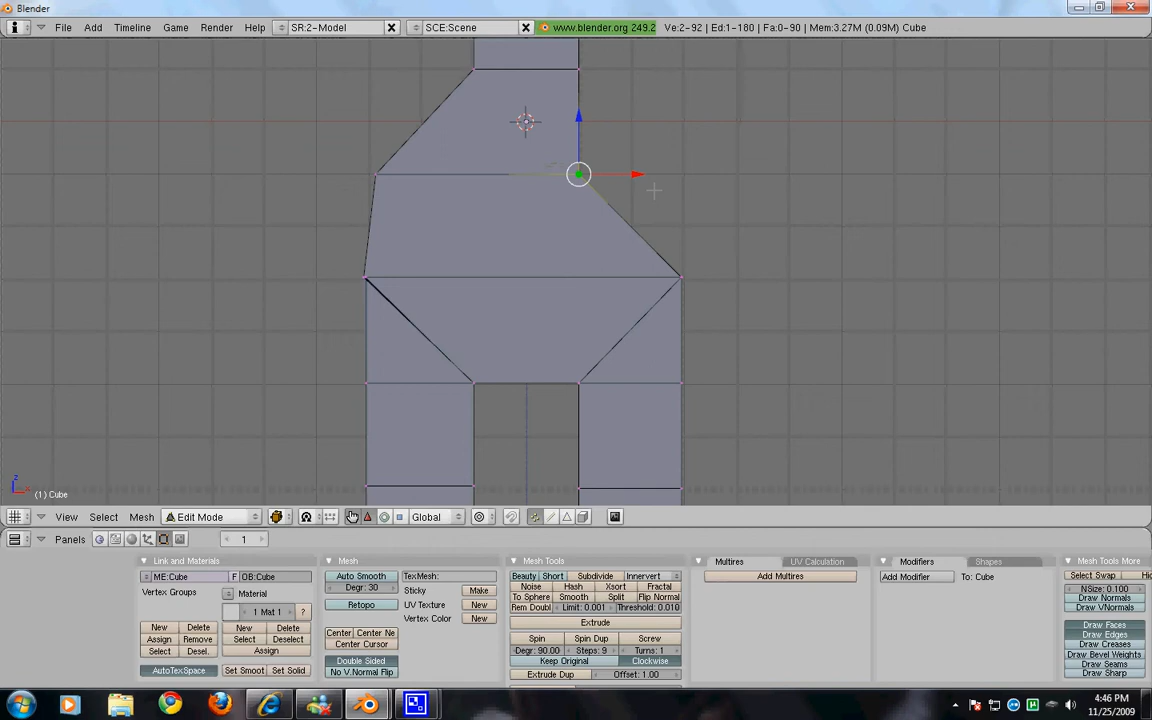 Blender
File Add Timeline Game Render Help SR:2-Model SCE:Scene www.blender.org 249.2 Ve:2-92 | Ed:1-180 | Fa:0-90 | Mem:3.27M (0.09M) Cube
z
(1) Cube
View Select Mesh Edit Mode Global
Panels 1
Link and Materials Mesh Mesh Tools Multires UV Calculation Modifiers Shapes Mesh Tools More
ME:Cube F OB:Cube Auto Smooth TexMesh: Beauty Short Subdivide Innervert Add Multires Add Modifier To: Cube Select Swap
Vertex Groups Degr: 30 Sticky Make Noise Hash Xsort Fractal NSize: 0.100
Material Retopo UV Texture New To Sphere Smooth Split Flip Normal Draw Normals
1 Mat 1 ? Vertex Color New Rem Doubl Limit: 0.001 Threshold: 0.010 Draw VNormals
New Delete New Delete Center Center Ne Extrude Draw Faces
Assign Remove Select Deselect Center Cursor Spin Spin Dup Screw Draw Edges
Select Desel. Assign Double Sided Degr: 90.00 Steps: 9 Turns: 1 Draw Creases
AutoTexSpace Set Smoot Set Solid No V.Normal Flip Keep Original Clockwise Draw Bevel Weights
Extrude Dup Offset: 1.00 Draw Seams
Draw Sharp
4:46 PM
11/25/2009